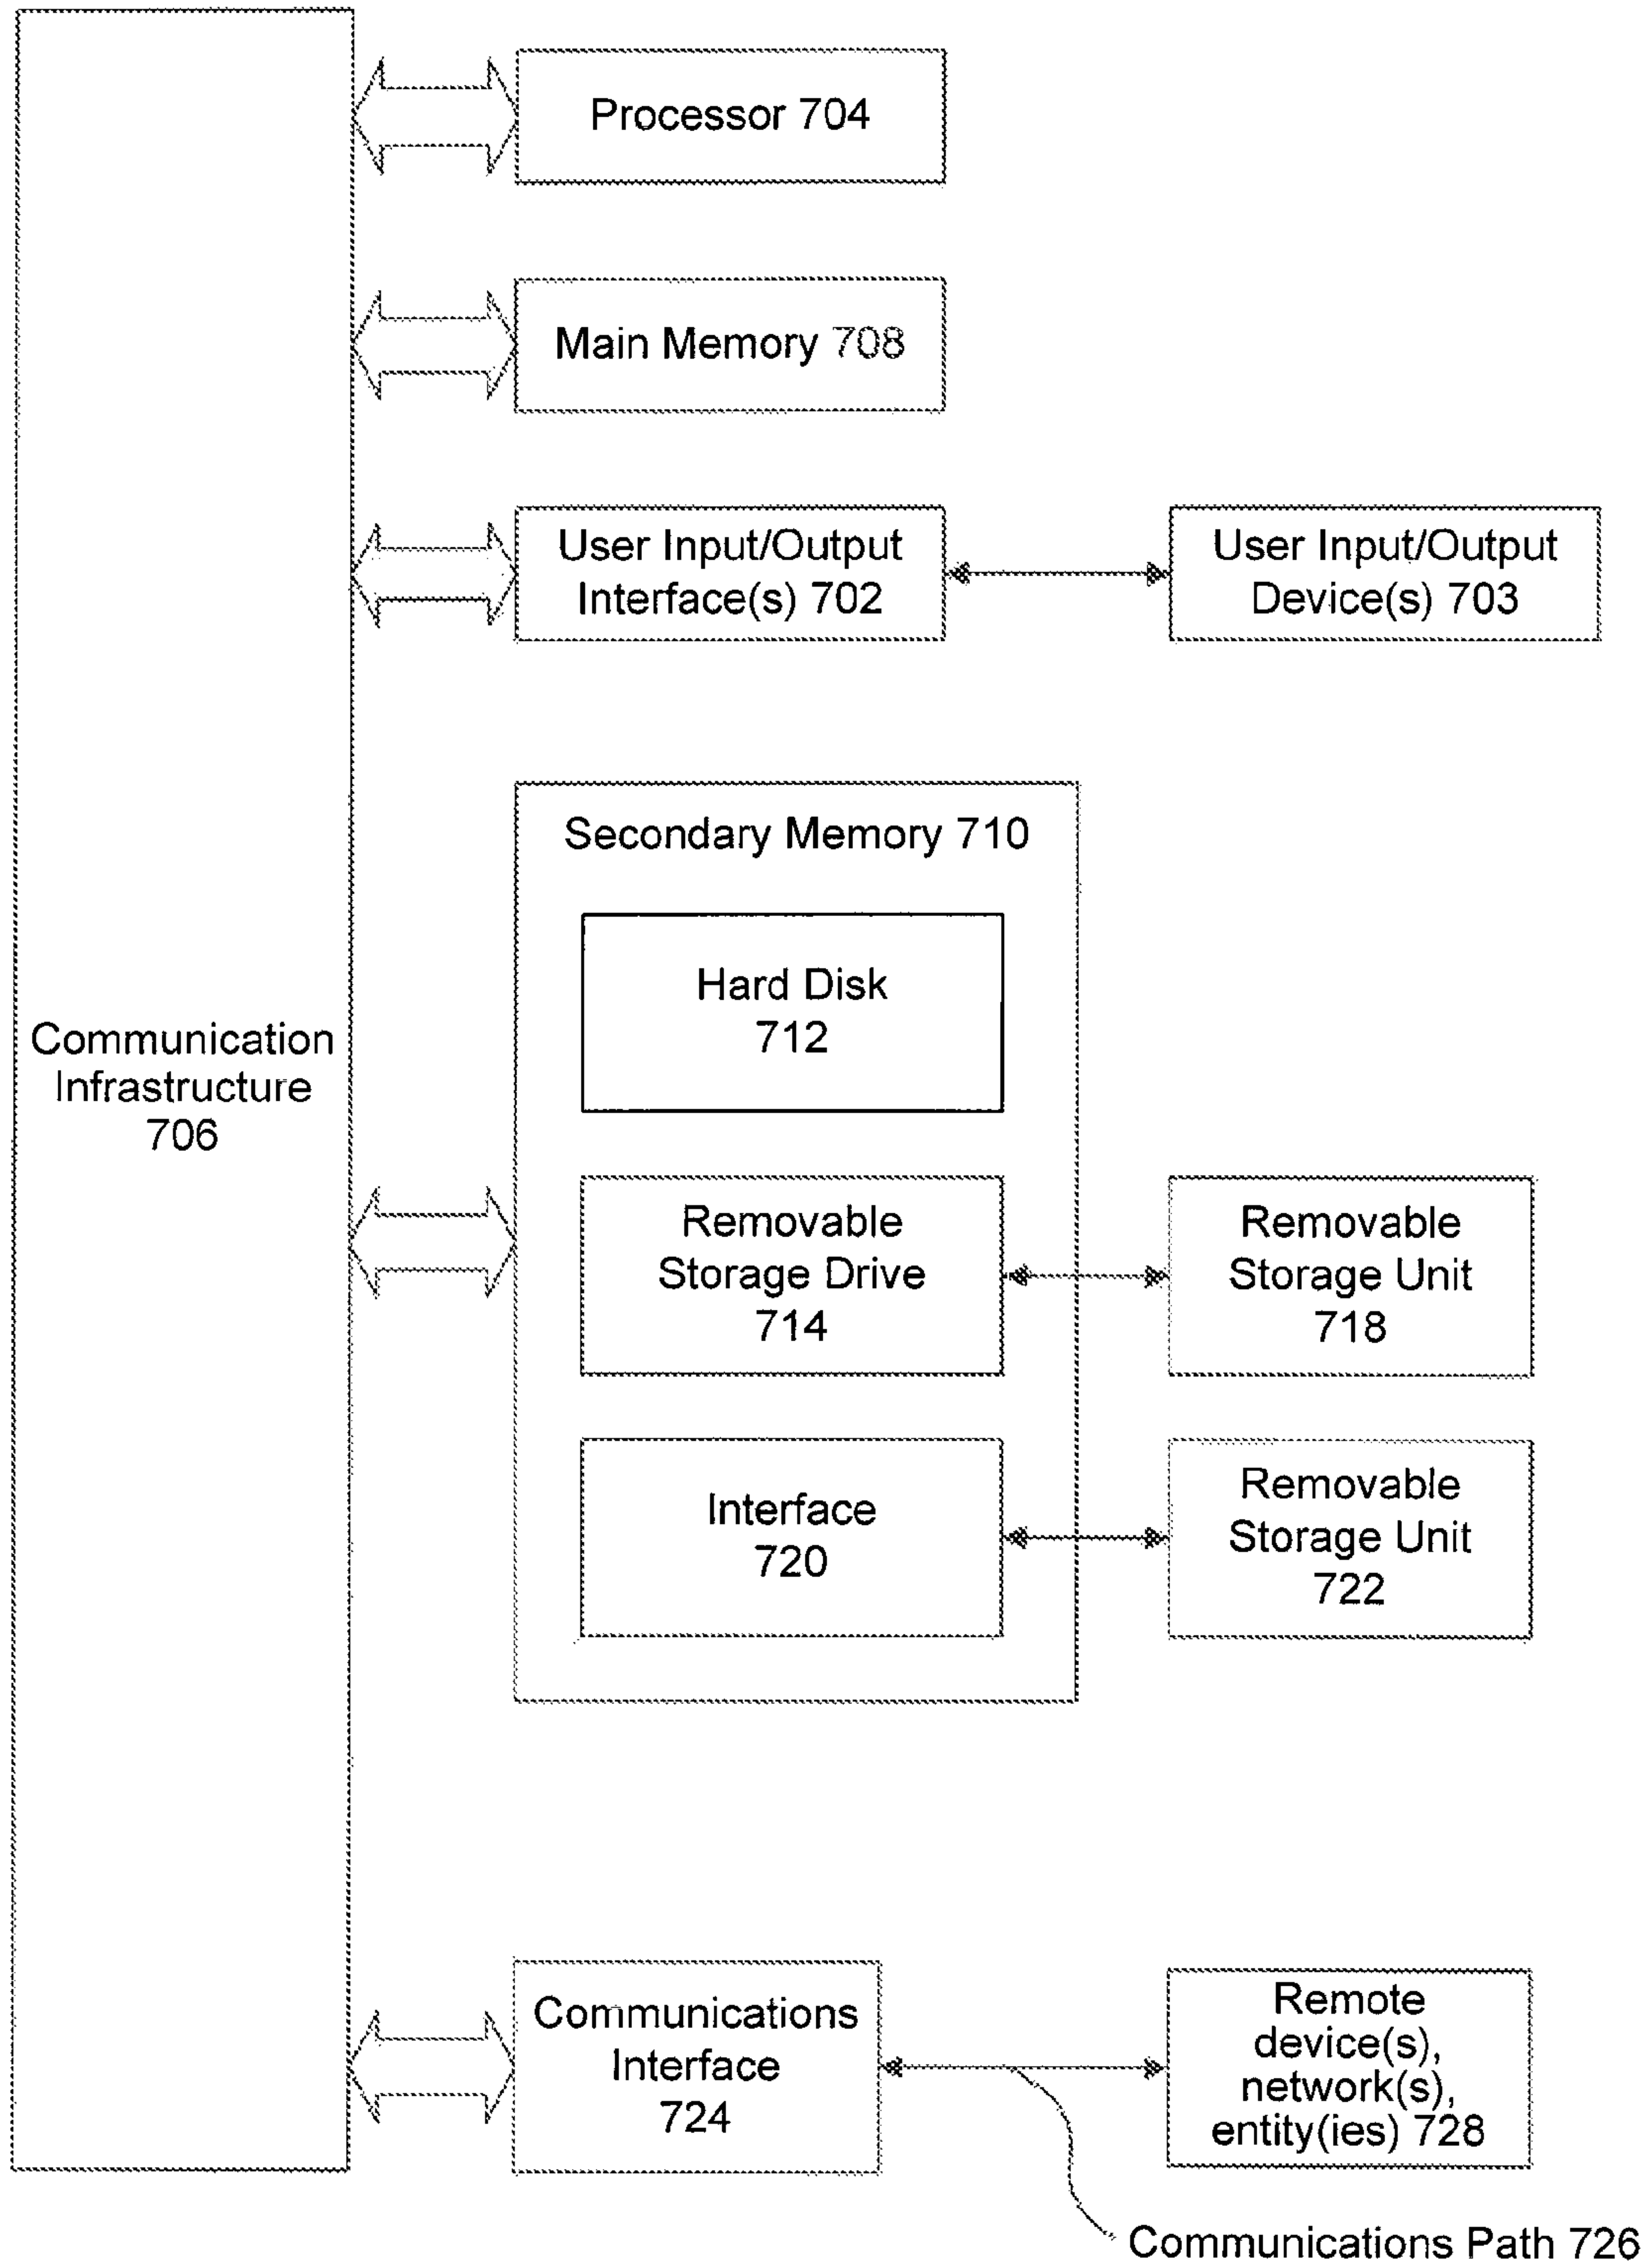 Processor 704
Main Memory 708
User Input/Output
Interface(s) 702
User Input/Output
Device(s) 703
Secondary Memory 710
Hard Disk
712
Communication
Infrastructure
706
Removable
Storage Drive
714
Removable
Storage Unit
718
Interface
720
Removable
Storage Unit
722
Communications
Interface
724
Remote
device(s),
network(s),
entity(ies) 728
Communications Path 726